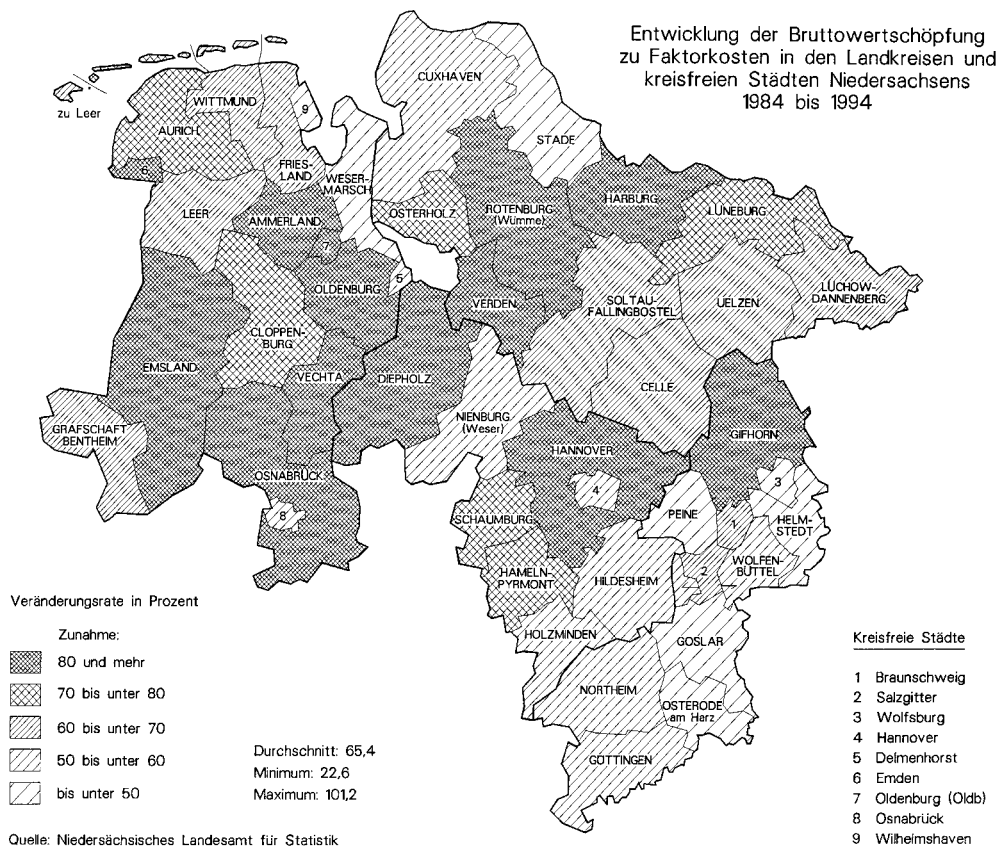 Entwicklung der Bruttowertschöpfung
zu Faktorkosten in den Landkreisen und
kreisfreien Städten Niedersachsens
1984 bis 1994
CUXHAVEN
WITTMUND
9
zu Leer
AURICH
STADE
6
FRIES-
LAND
WESER-
MARSCH
LEER
AMMERLAND
OSTERHOLZ
ROTENBURG
(Wümme)
HARBURG
LÜNEBURG
7
5
OLDENBURG
VERDEN
SOLTAU-
FALLINGBOSTEL
UELZEN
LÜCHOW-
DANNENBERG
CLOPPEN-
BURG
EMSLAND
VECHTA
DIEPHOLZ
CELLE
GRAFSCHAFT
BENTHEIM
NIENBURG
(Weser)
HANNOVER
GIFHORN
OSNABRÜCK
4
3
8
SCHAUMBURG
PEINE
1
HELM-
STEDT
HAMELN-
PYRMONT
HILDESHEIM
2
WOLFEN-
BÜTTEL
HOLZMINDEN
GOSLAR
NORTHEIM
OSTERODE
am Harz
GÖTTINGEN
Veränderungsrate in Prozent
Zunahme:
80 und mehr
70 bis unter 80
60 bis unter 70
50 bis unter 60
bis unter 50
Durchschnitt: 65,4
Minimum: 22,6
Maximum: 101,2
Quelle: Niedersächsisches Landesamt für Statistik
Kreisfreie Städte
1 Braunschweig
2 Salzgitter
3 Wolfsburg
4 Hannover
5 Delmenhorst
6 Emden
7 Oldenburg (Oldb)
8 Osnabrück
9 Wilhelmshaven